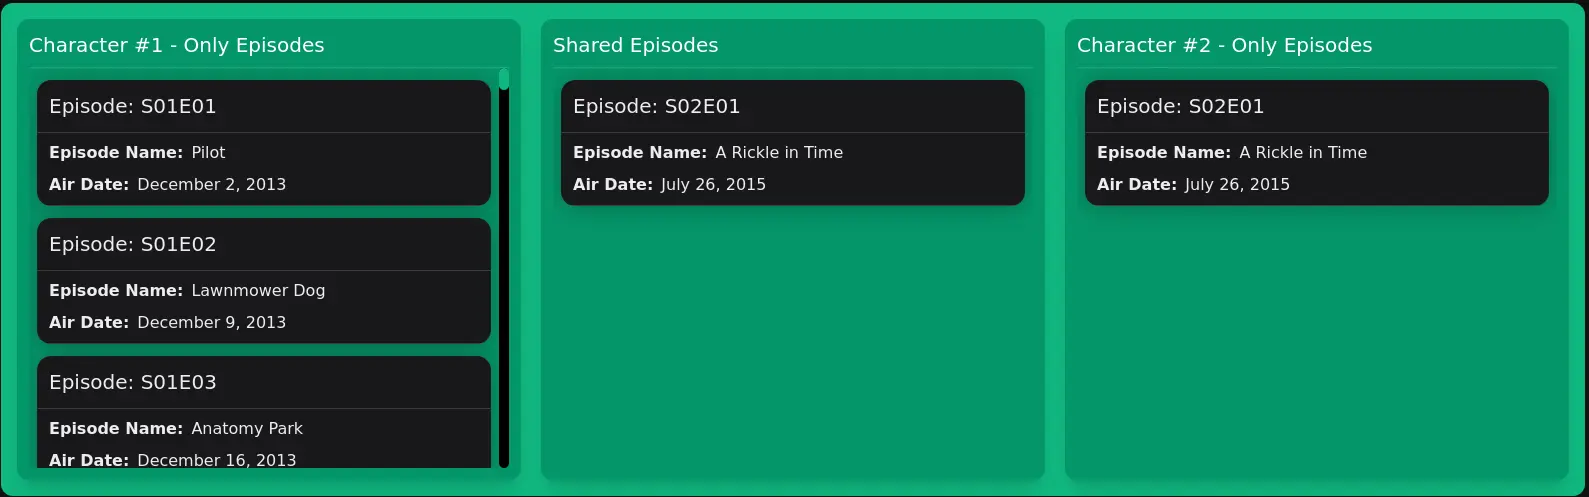 Character #1 - Only Episodes
Episode: S01E01
Episode Name: Pilot
Air Date: December 2, 2013
Episode: S01E02
Episode Name: Lawnmower Dog
Air Date: December 9, 2013
Episode: S01E03
Episode Name: Anatomy Park
Air Date: December 16, 2013
Shared Episodes
Episode: S02E01
Episode Name: A Rickle in Time
Air Date: July 26, 2015
Character #2 - Only Episodes
Episode: S02E01
Episode Name: A Rickle in Time
Air Date: July 26, 2015